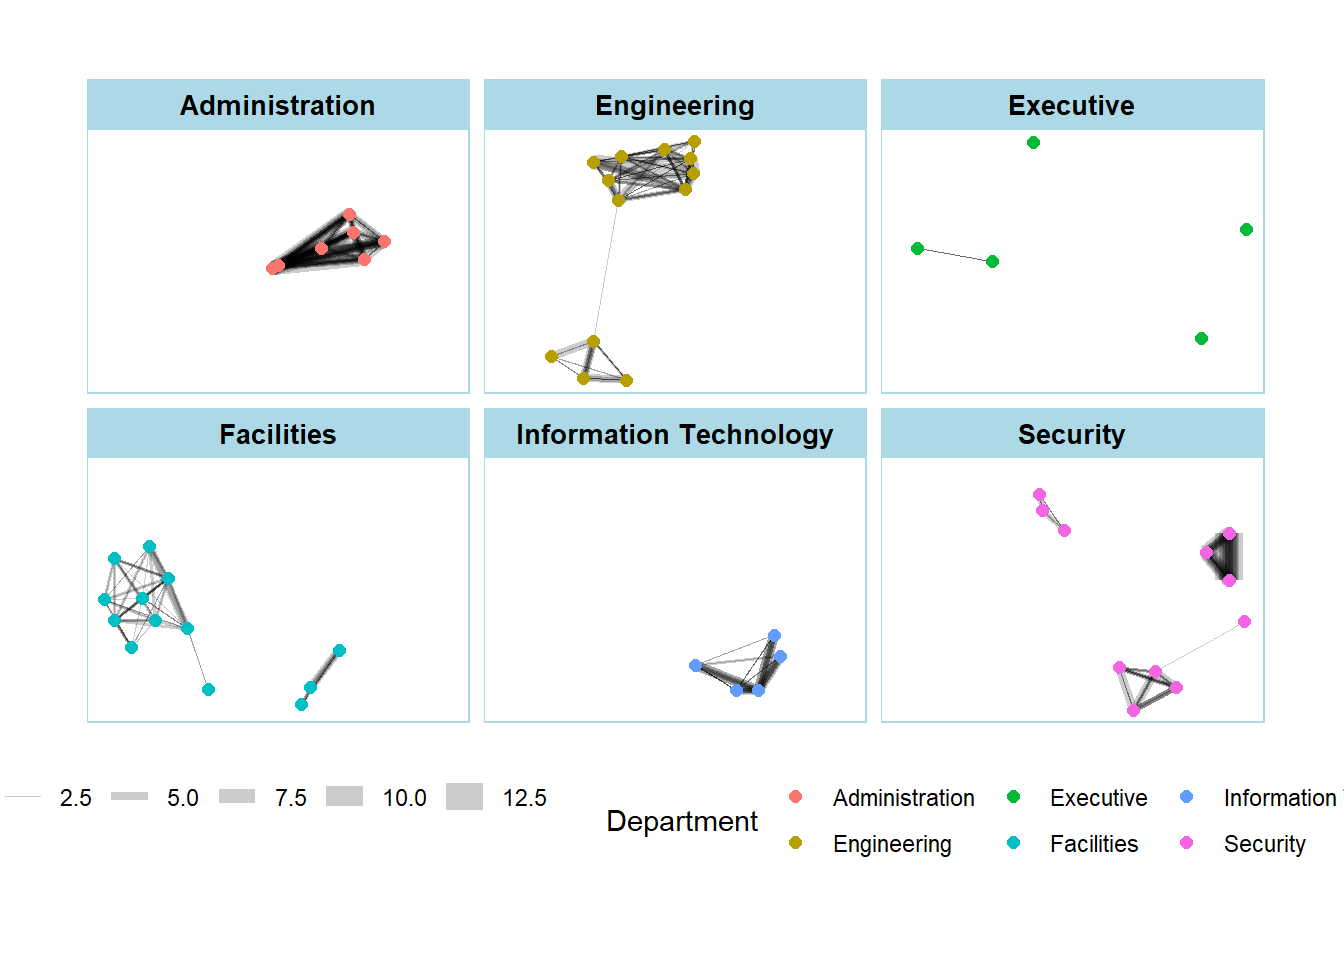 Administration
Engineering
Executive
Facilities
Information Technology
Security
2.5 5.0 7.5 10.0 12.5
Department
Administration Executive Information
Engineering Facilities Security